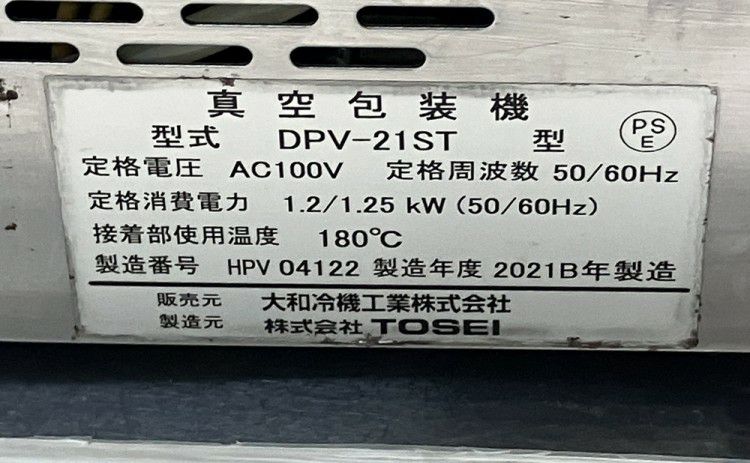 真空包装機
型式 DPV-21ST 型 PSE
定格電圧 AC100V 定格周波数 50/60Hz
定格消費電力 1.2/1.25 kW (50/60Hz)
接着部使用温度 180℃
製造番号 HPV 04122 製造年度 2021B年製造
販売元 大和冷機工業株式会社
製造元 株式会社 TOSEI